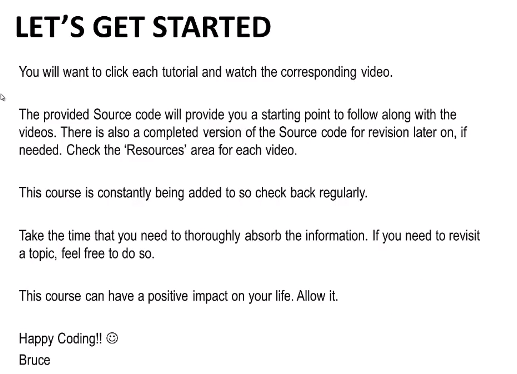 LET’S GET STARTED
You will want to click each tutorial and watch the corresponding video.
The provided Source code will provide you a starting point to follow along with the
videos. There is also a completed version of the Source code for revision later on, if
needed. Check the ‘Resources’ area for each video.
This course is constantly being added to so check back regularly.
Take the time that you need to thoroughly absorb the information. If you need to revisit
a topic, feel free to do so.
This course can have a positive impact on your life. Allow it.
Happy Coding!! ☺
Bruce